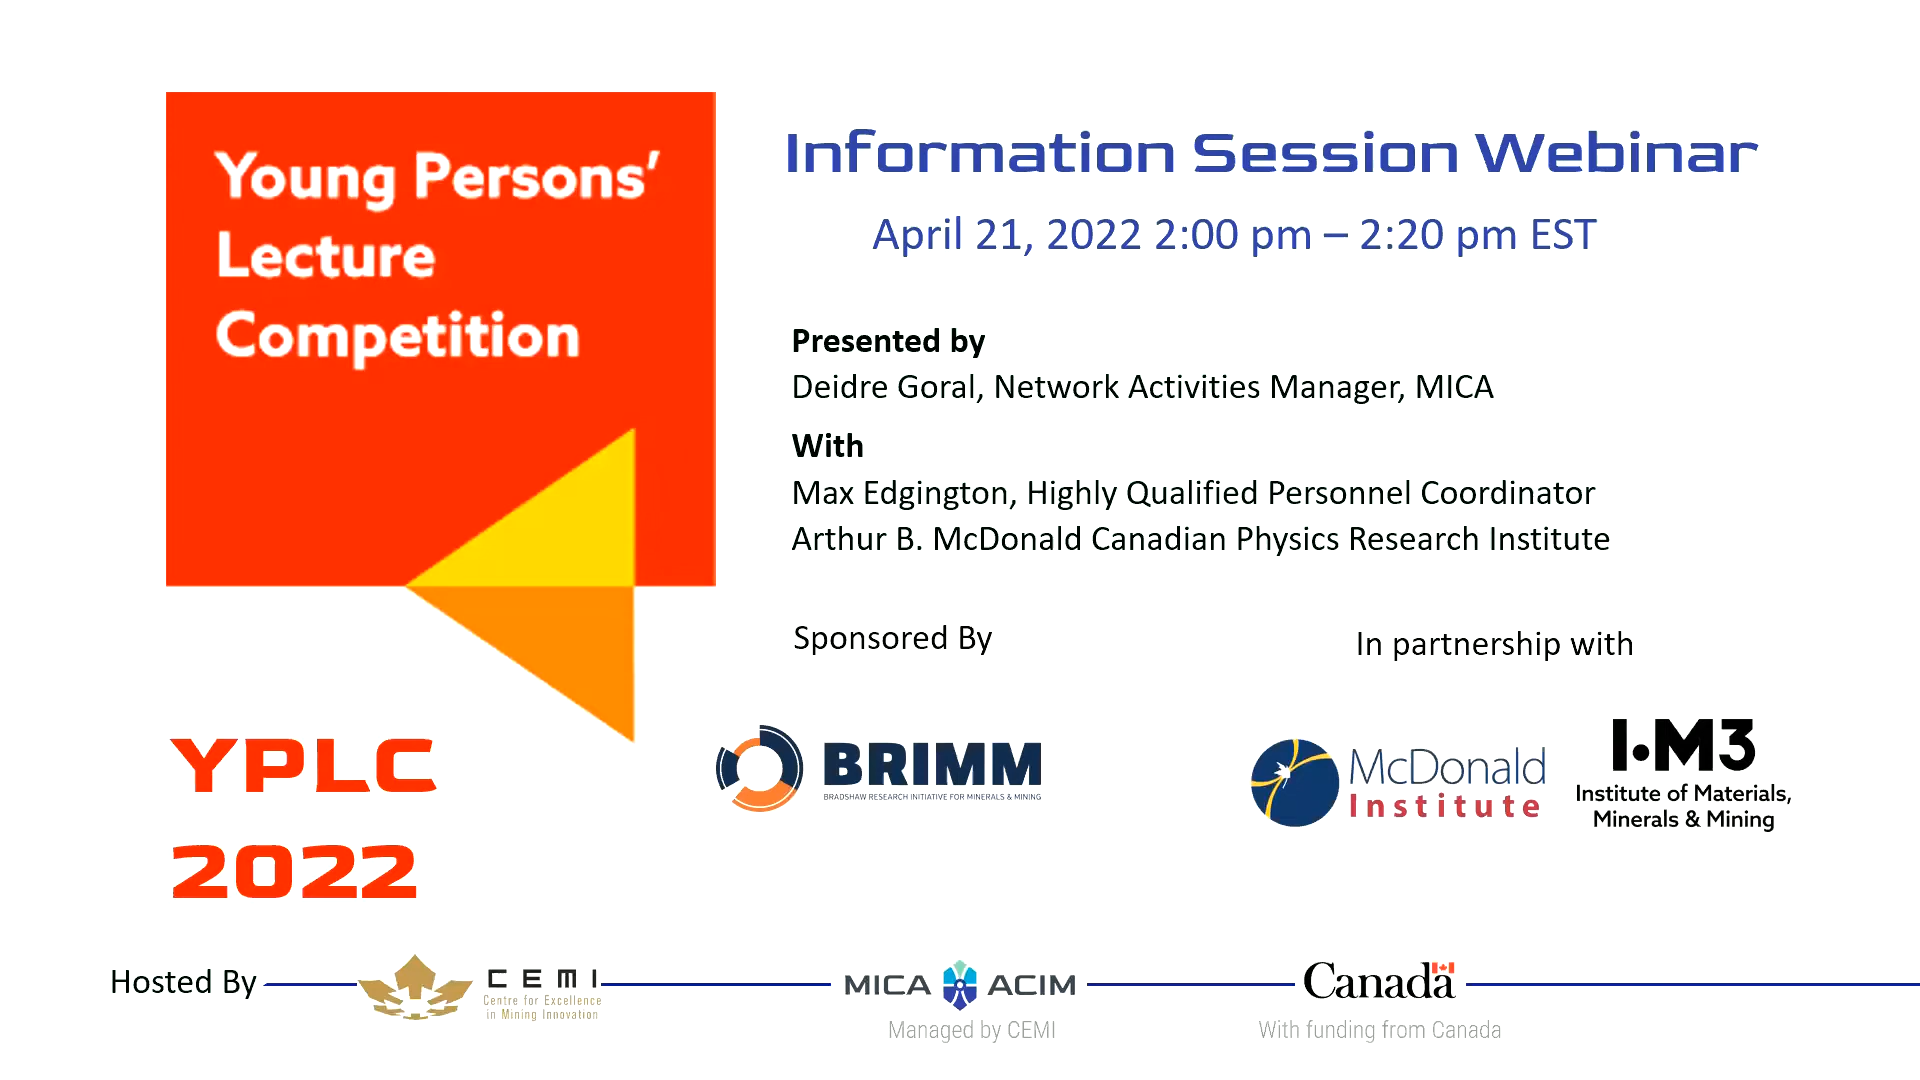 Young Persons’
Lecture
Competition
YPLC
2022
Information Session Webinar
April 21, 2022 2:00 pm – 2:20 pm EST
Presented by
Deidre Goral, Network Activities Manager, MICA
With
Max Edgington, Highly Qualified Personnel Coordinator
Arthur B. McDonald Canadian Physics Research Institute
Sponsored By
BRIMM
BRADSHAW RESEARCH INITIATIVE FOR MINERALS & MINING
In partnership with
McDonald
Institute
I·M3
Institute of Materials,
Minerals & Mining
Hosted By
CEMI
Centre for Excellence
in Mining Innovation
MICA ACIM
Managed by CEMI
Canada
With funding from Canada